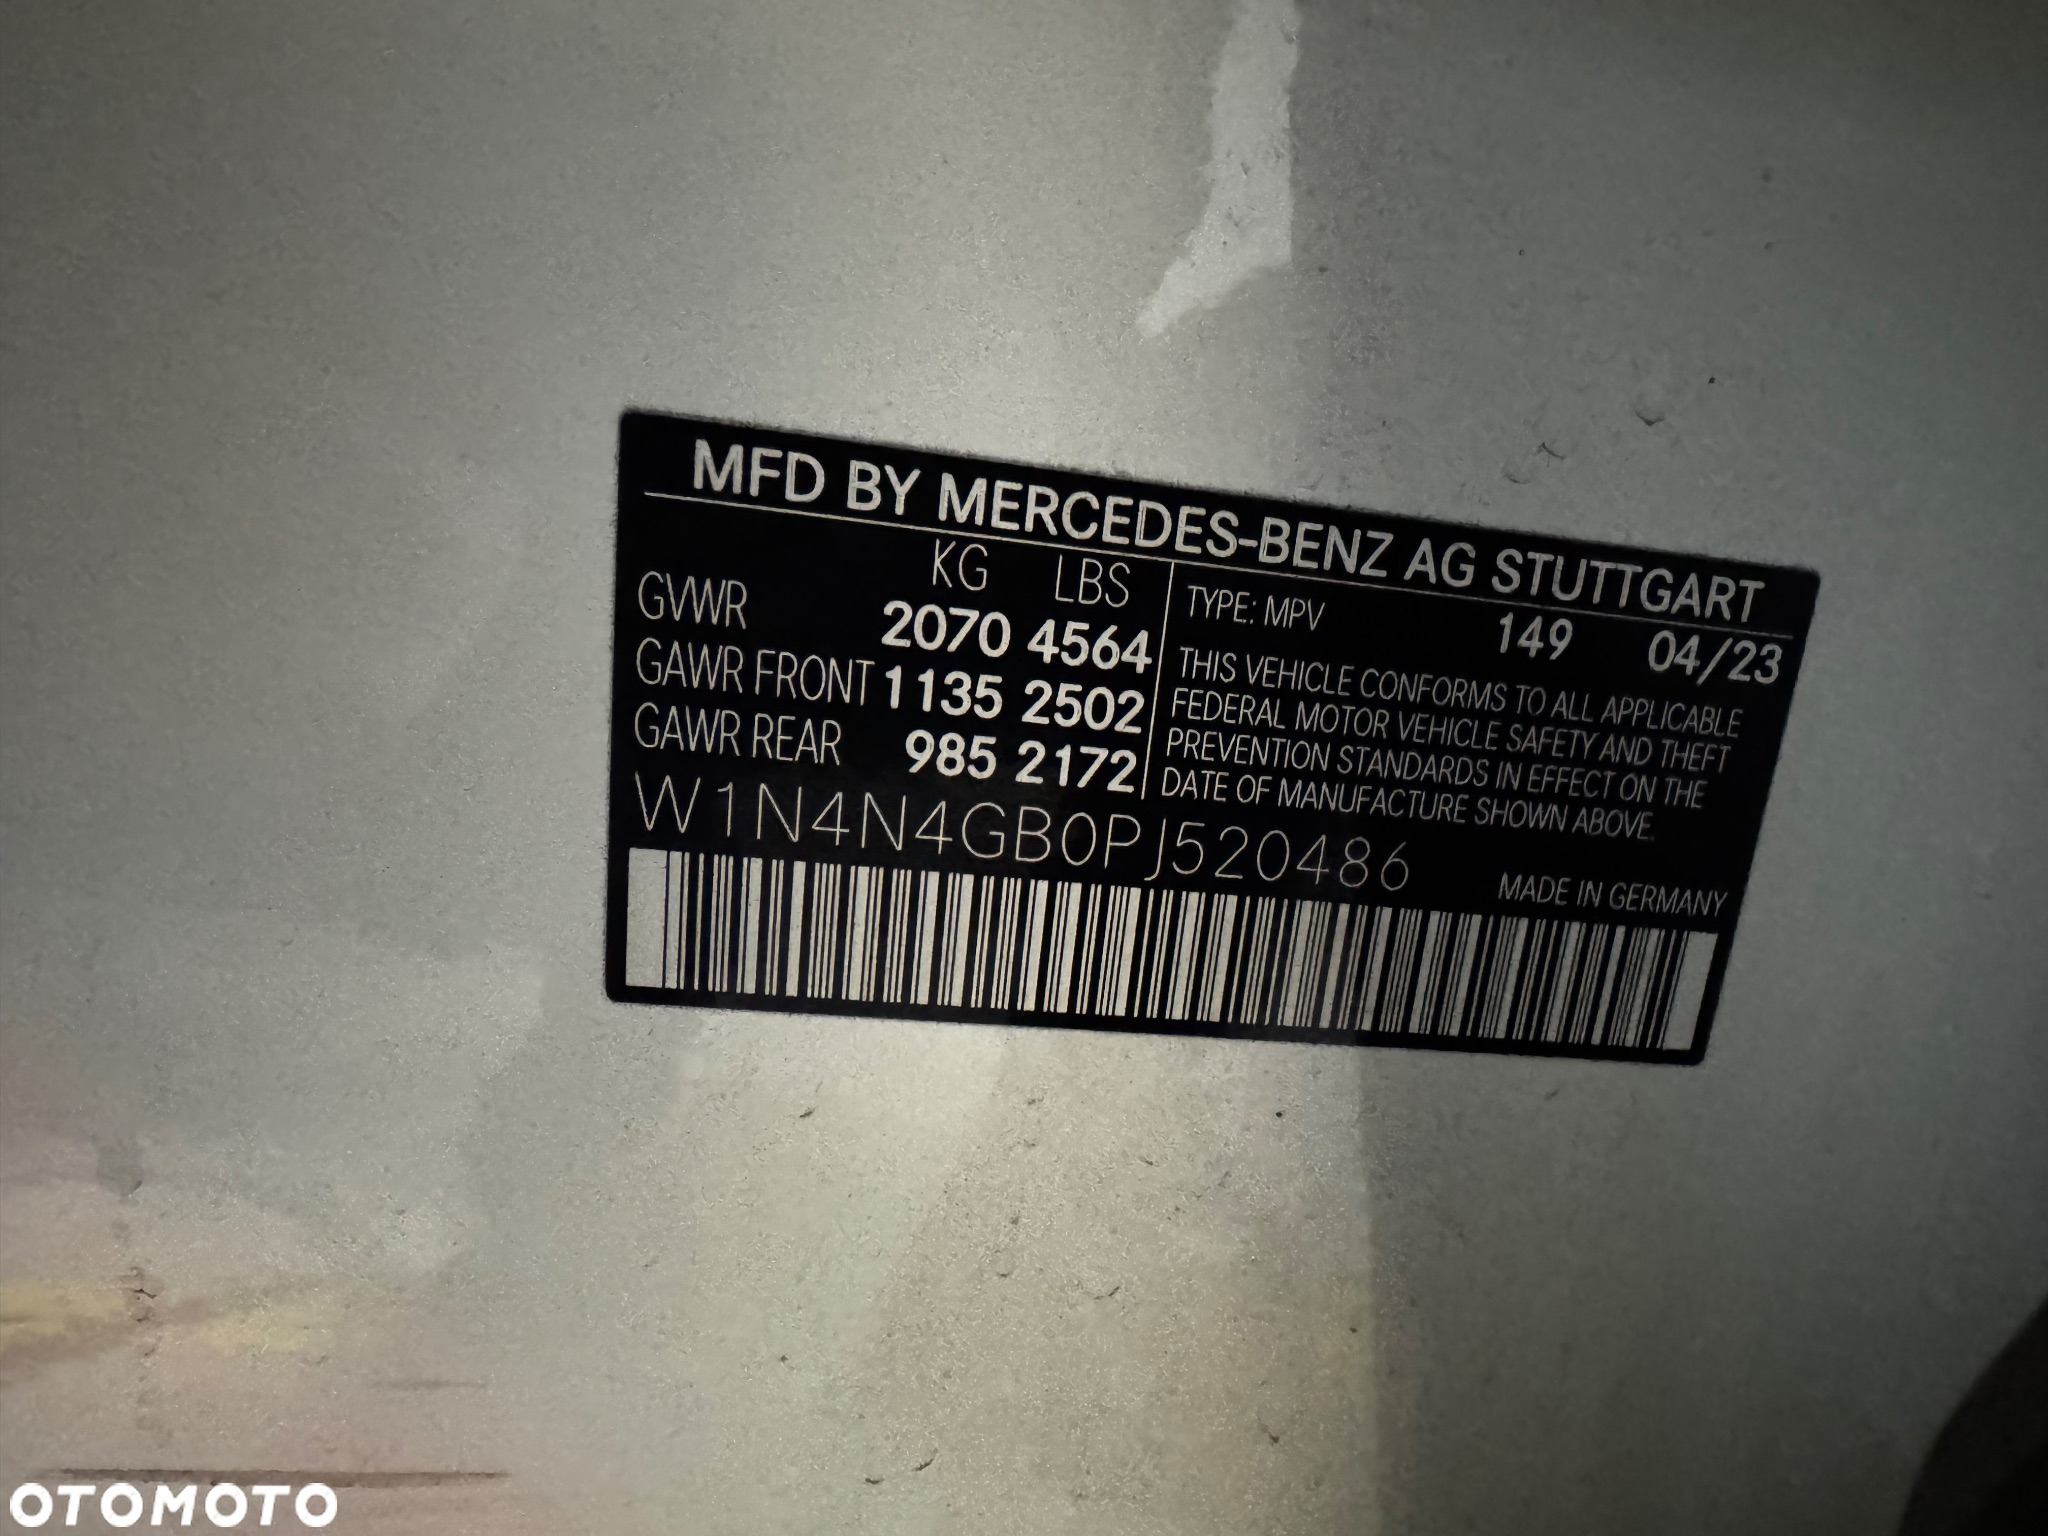 MFD BY MERCEDES-BENZ AG STUTTGART
KG LBS
GVWR 2070 4564
GAWR FRONT 1135 2502
GAWR REAR 985 2172
TYPE: MPV 149 04/23
THIS VEHICLE CONFORMS TO ALL APPLICABLE
FEDERAL MOTOR VEHICLE SAFETY AND THEFT
PREVENTION STANDARDS IN EFFECT ON THE
DATE OF MANUFACTURE SHOWN ABOVE.
W1N4N4GB0PJ520486
MADE IN GERMANY
OTOMOTO